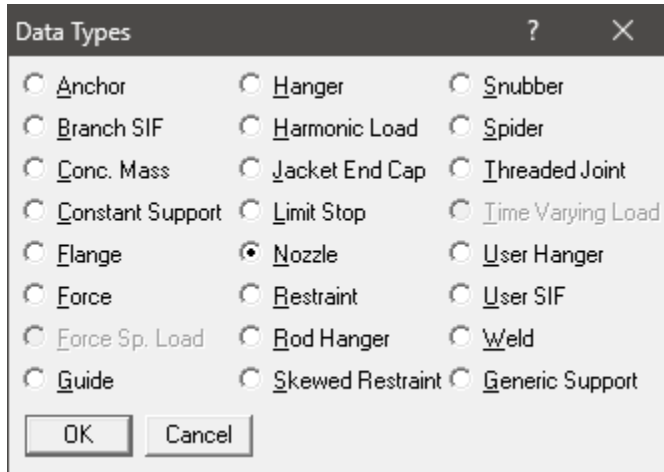 Data Types ?
Anchor Hanger Snubber
Branch SIF Harmonic Load Spider
Conc. Mass Jacket End Cap Threaded Joint
Constant Support Limit Stop Time Varying Load
Flange Nozzle User Hanger
Force Restraint User SIF
Force Sp. Load Rod Hanger Weld
Guide Skewed Restraint Generic Support
OK Cancel